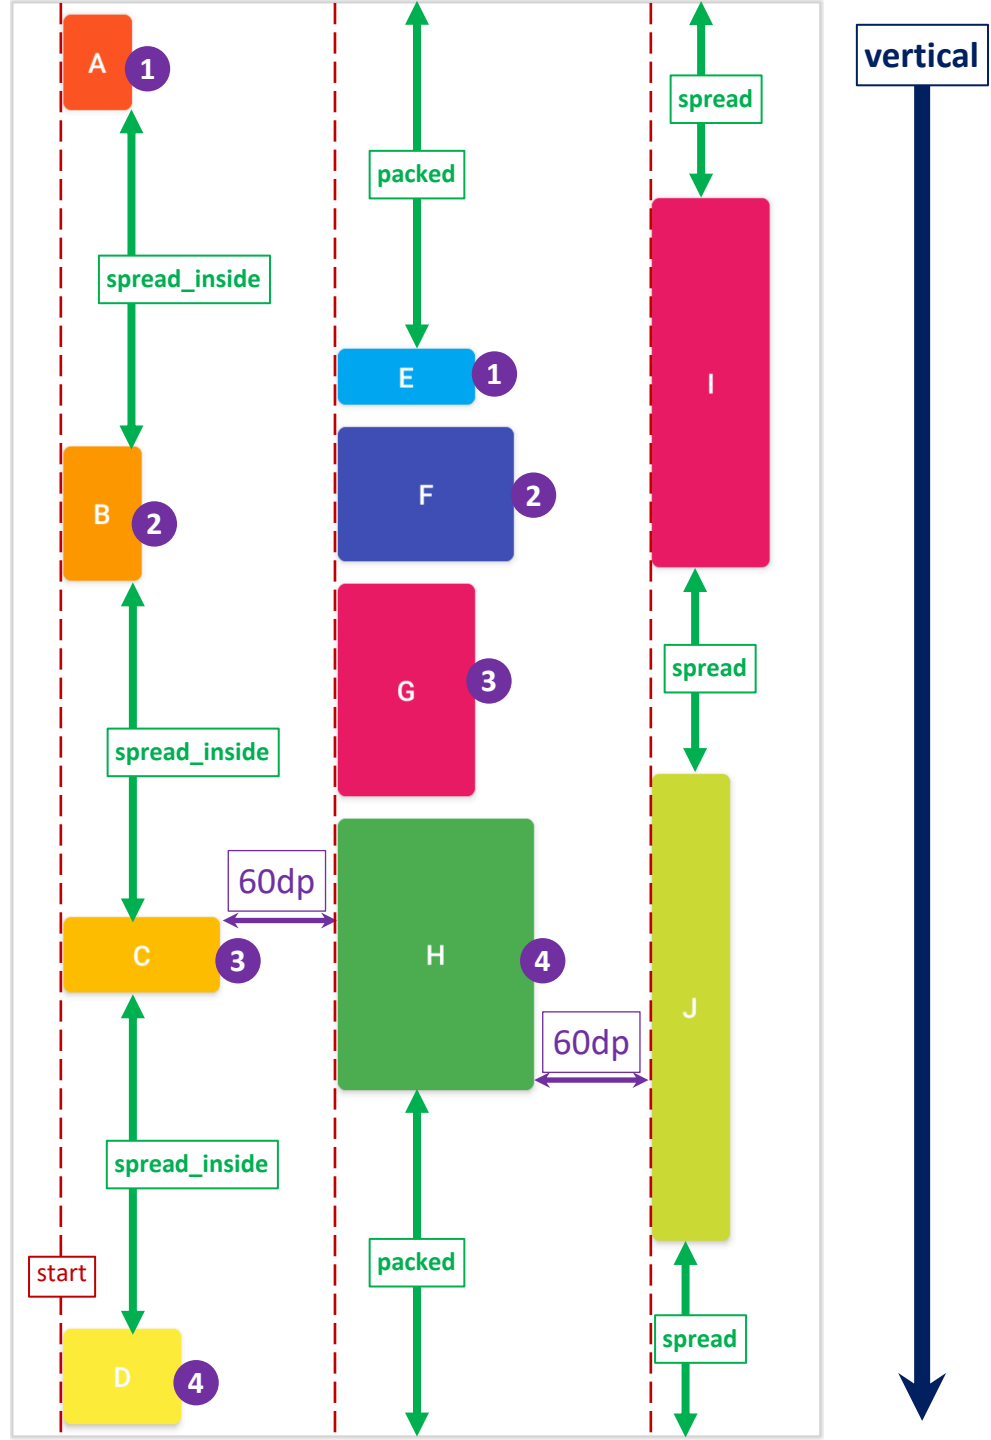 vertical
A
1
spread_inside
B
2
spread_inside
C
3
spread_inside
start
D
4
60dp
packed
E
1
F
2
G
3
H
4
60dp
packed
spread
I
spread
J
spread